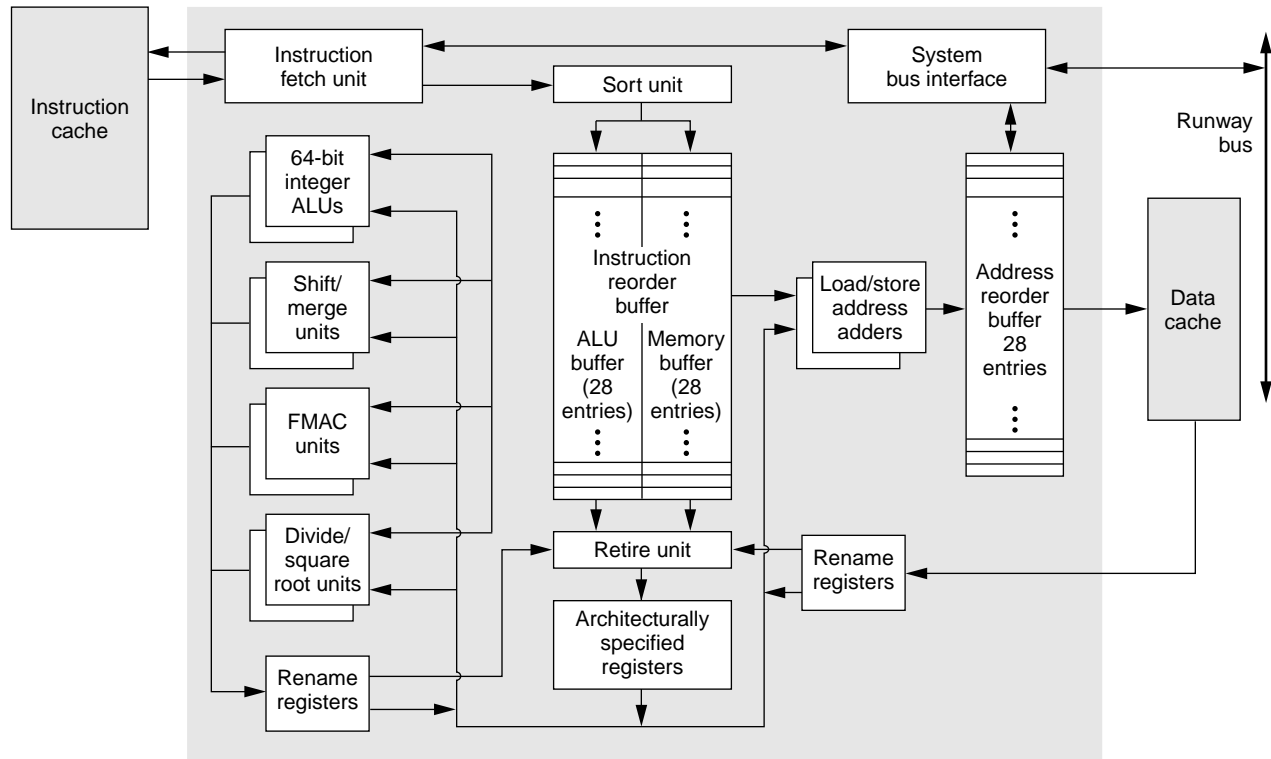 Instruction
cache
Instruction
fetch unit
Sort unit
System
bus interface
Runway
bus
64-bit
integer
ALUs
Shift/
merge
units
FMAC
units
Divide/
square
root units
Rename
registers
Instruction
reorder
buffer
ALU
buffer
(28
entries)
Memory
buffer
(28
entries)
Retire unit
Architecturally
specified
registers
Load/store
address
adders
Address
reorder
buffer
28
entries
Data
cache
Rename
registers